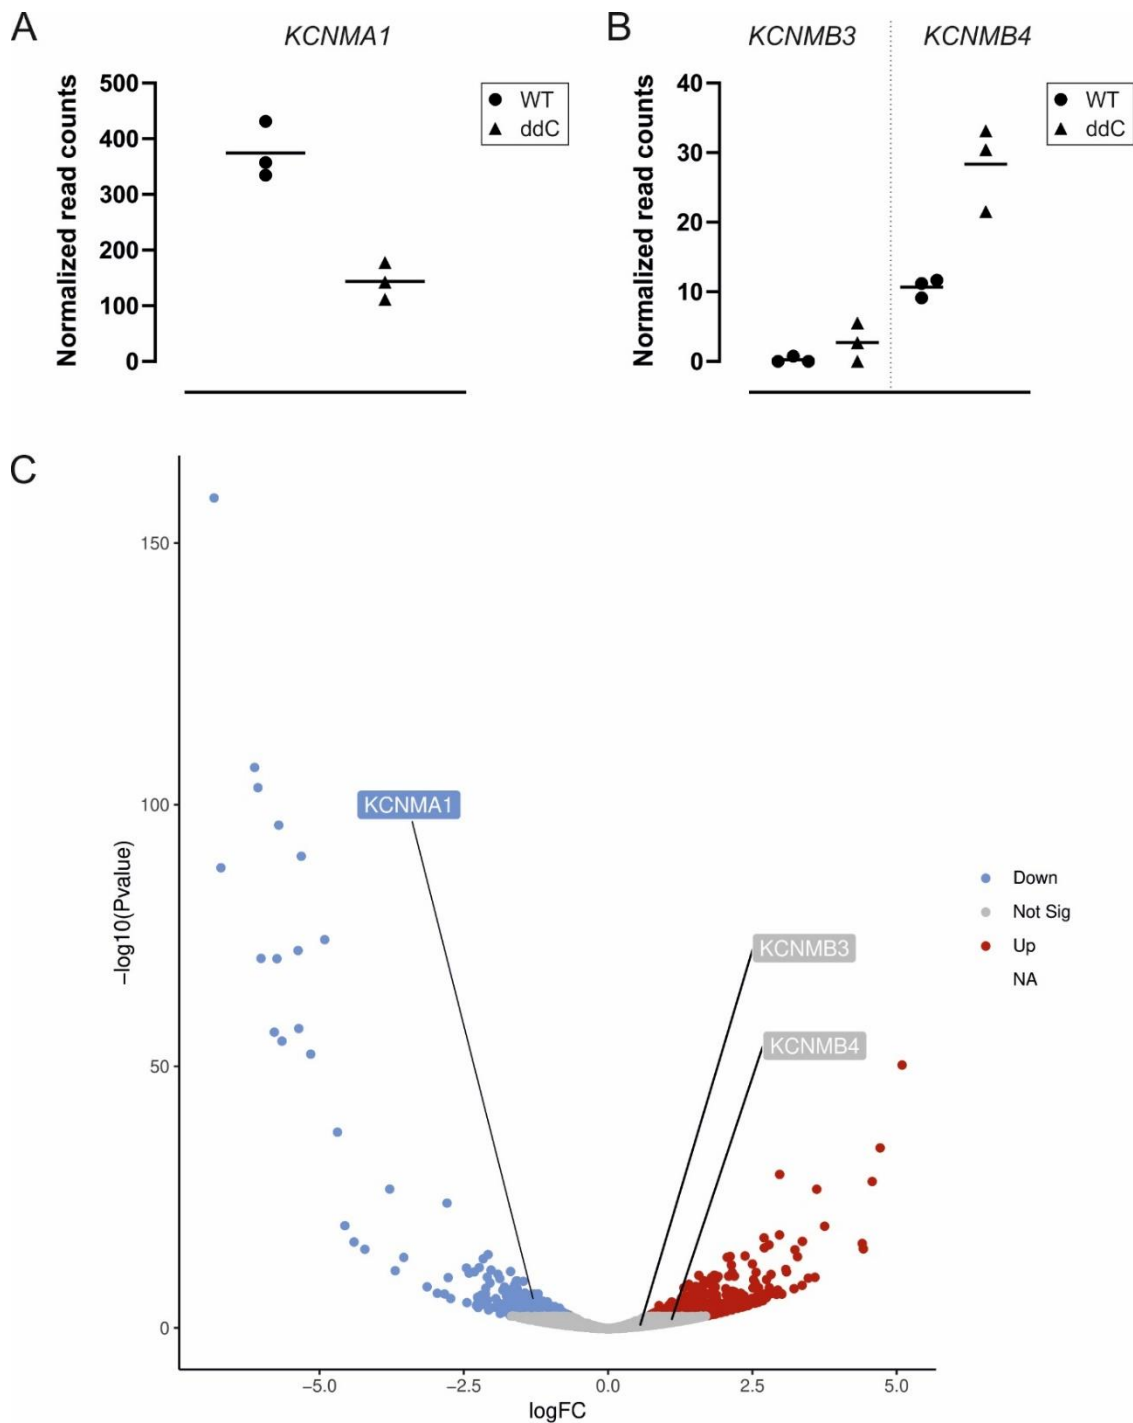 A
KCNMA1
Normalized read counts
500
400
300
200
100
0
WT
ddC
B
KCNMB3
KCNMB4
Normalized read counts
40
30
20
10
0
WT
ddC
C
−log10(Pvalue)
150
100
50
0
KCNMA1
KCNMB3
KCNMB4
Down
Not Sig
Up
NA
−5.0
−2.5
0.0
2.5
5.0
logFC